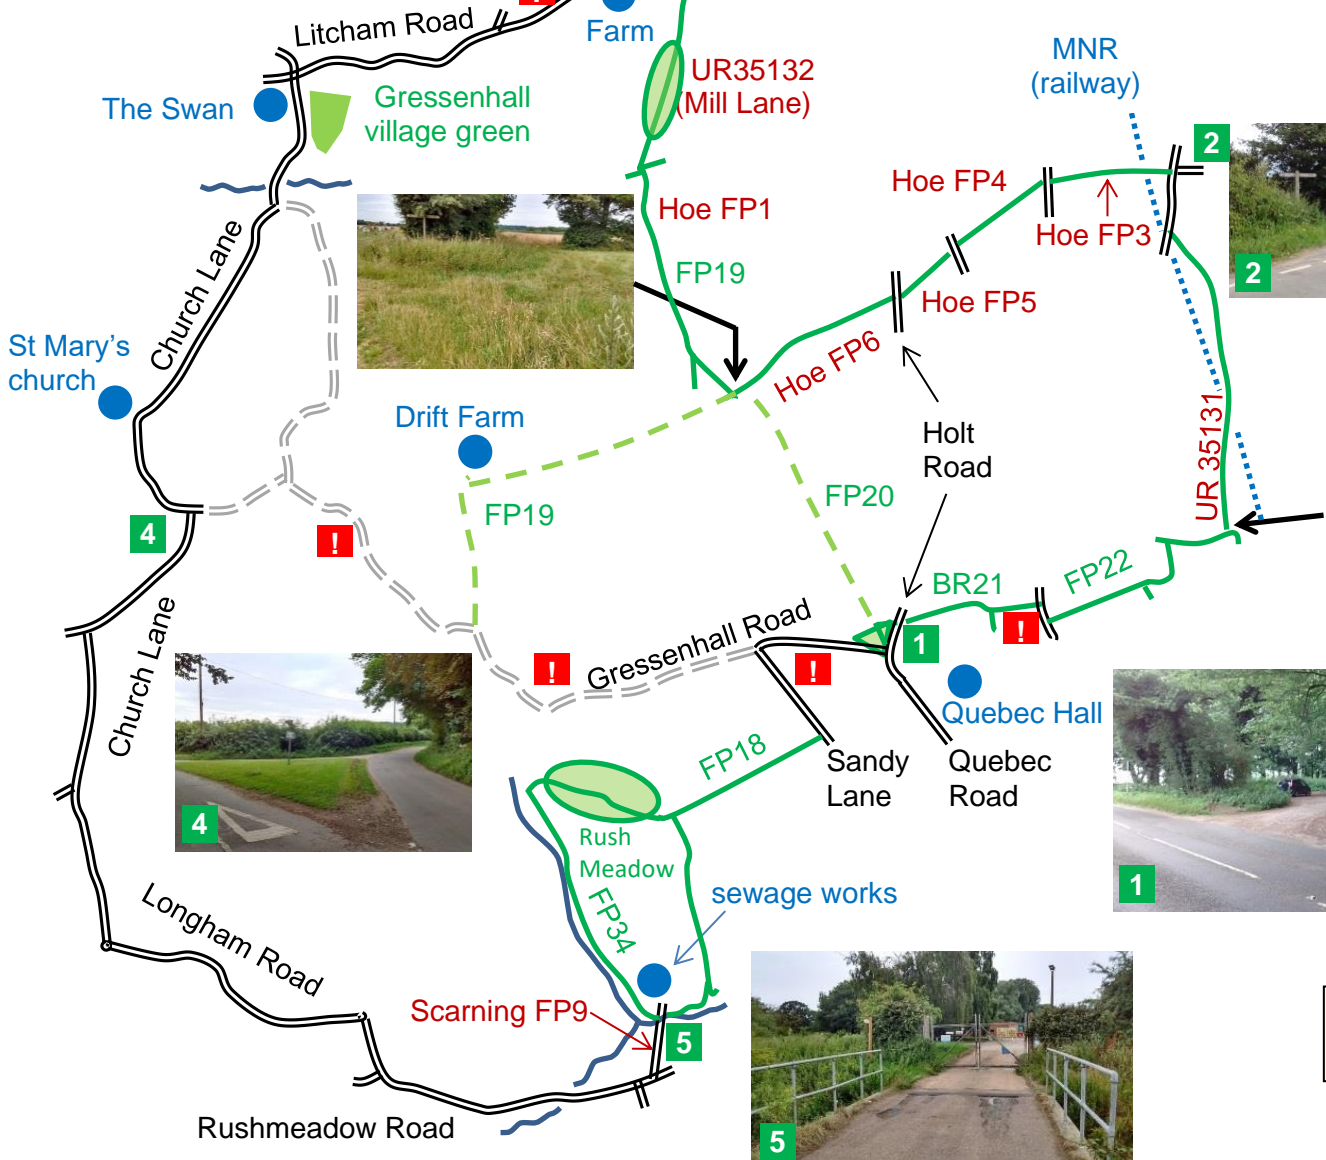 !
Litcham Road
Farm
MNR
(railway)
UR35132
(Mill Lane)
The Swan
Gressenhall
village green
2
Hoe FP4
Hoe FP1
Hoe FP3
Church Lane
FP19
2
Hoe FP5
St Mary's
church
Hoe FP6
Drift Farm
Holt
Road
UR 35131
FP19
FP20
4
!
BR21
FP22
!
1
Gressenhall Road
!
!
Church Lane
Quebec Hall
FP18
Sandy
Lane
Quebec
Road
4
Rush
Meadow
1
FP34
sewage works
Longham Road
Scarning FP9
5
Rushmeadow Road
5